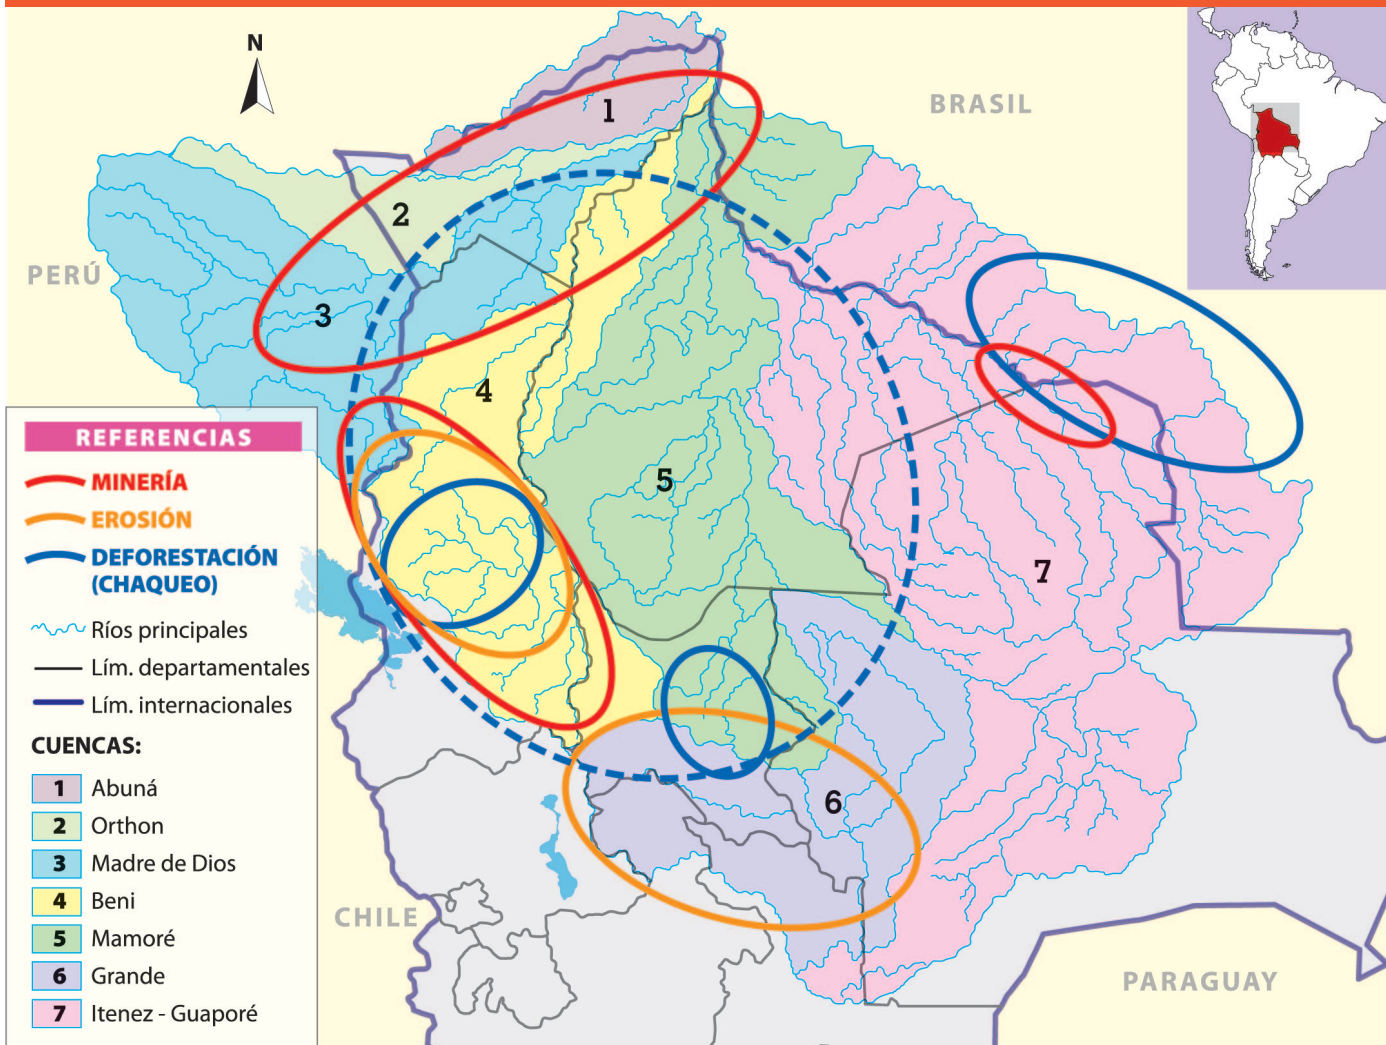 N
BRASIL
PERÚ
1
2
3
4
5
7
6
REFERENCIAS
MINERÍA
EROSIÓN
DEFORESTACIÓN
(CHAQUEO)
Ríos principales
Lím. departamentales
Lím. internacionales
CUENCAS:
1 Abuná
2 Orthon
3 Madre de Dios
4 Beni
5 Mamoré
6 Grande
7 Itenez - Guaporé
CHILE
PARAGUAY